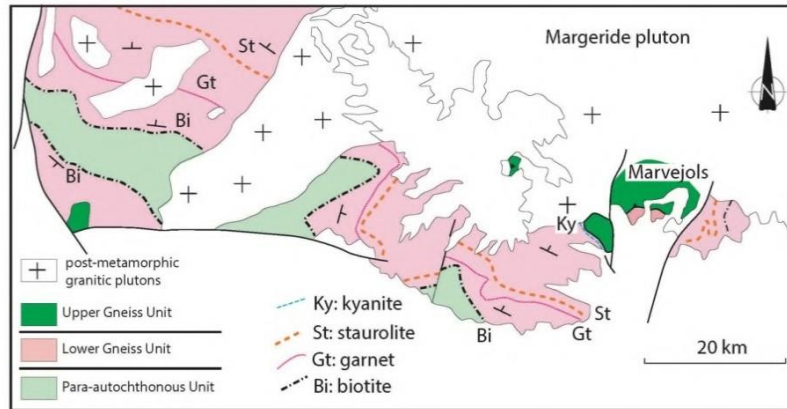 Margeride pluton
St
Gt
Bi
Bi
N
Marvejols
Ky
St
Gt
Bi
post-metamorphic
granitic plutons
Upper Gneiss Unit
Lower Gneiss Unit
Para-autochthonous Unit
Ky: kyanite
St: staurolite
Gt: garnet
Bi: biotite
20 km